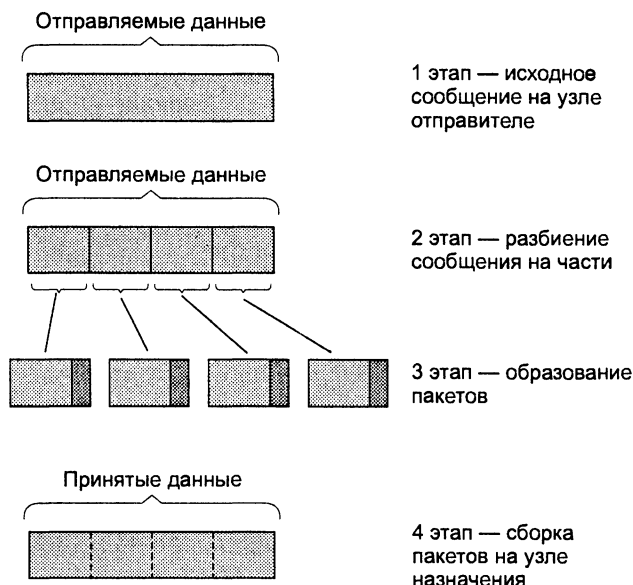 Отправляемые данные
1 этап — исходное
сообщение на узле
отправителе
Отправляемые данные
2 этап — разбиение
сообщения на части
3 этап — образование
пакетов
Принятые данные
4 этап — сборка
пакетов на узле
назначения